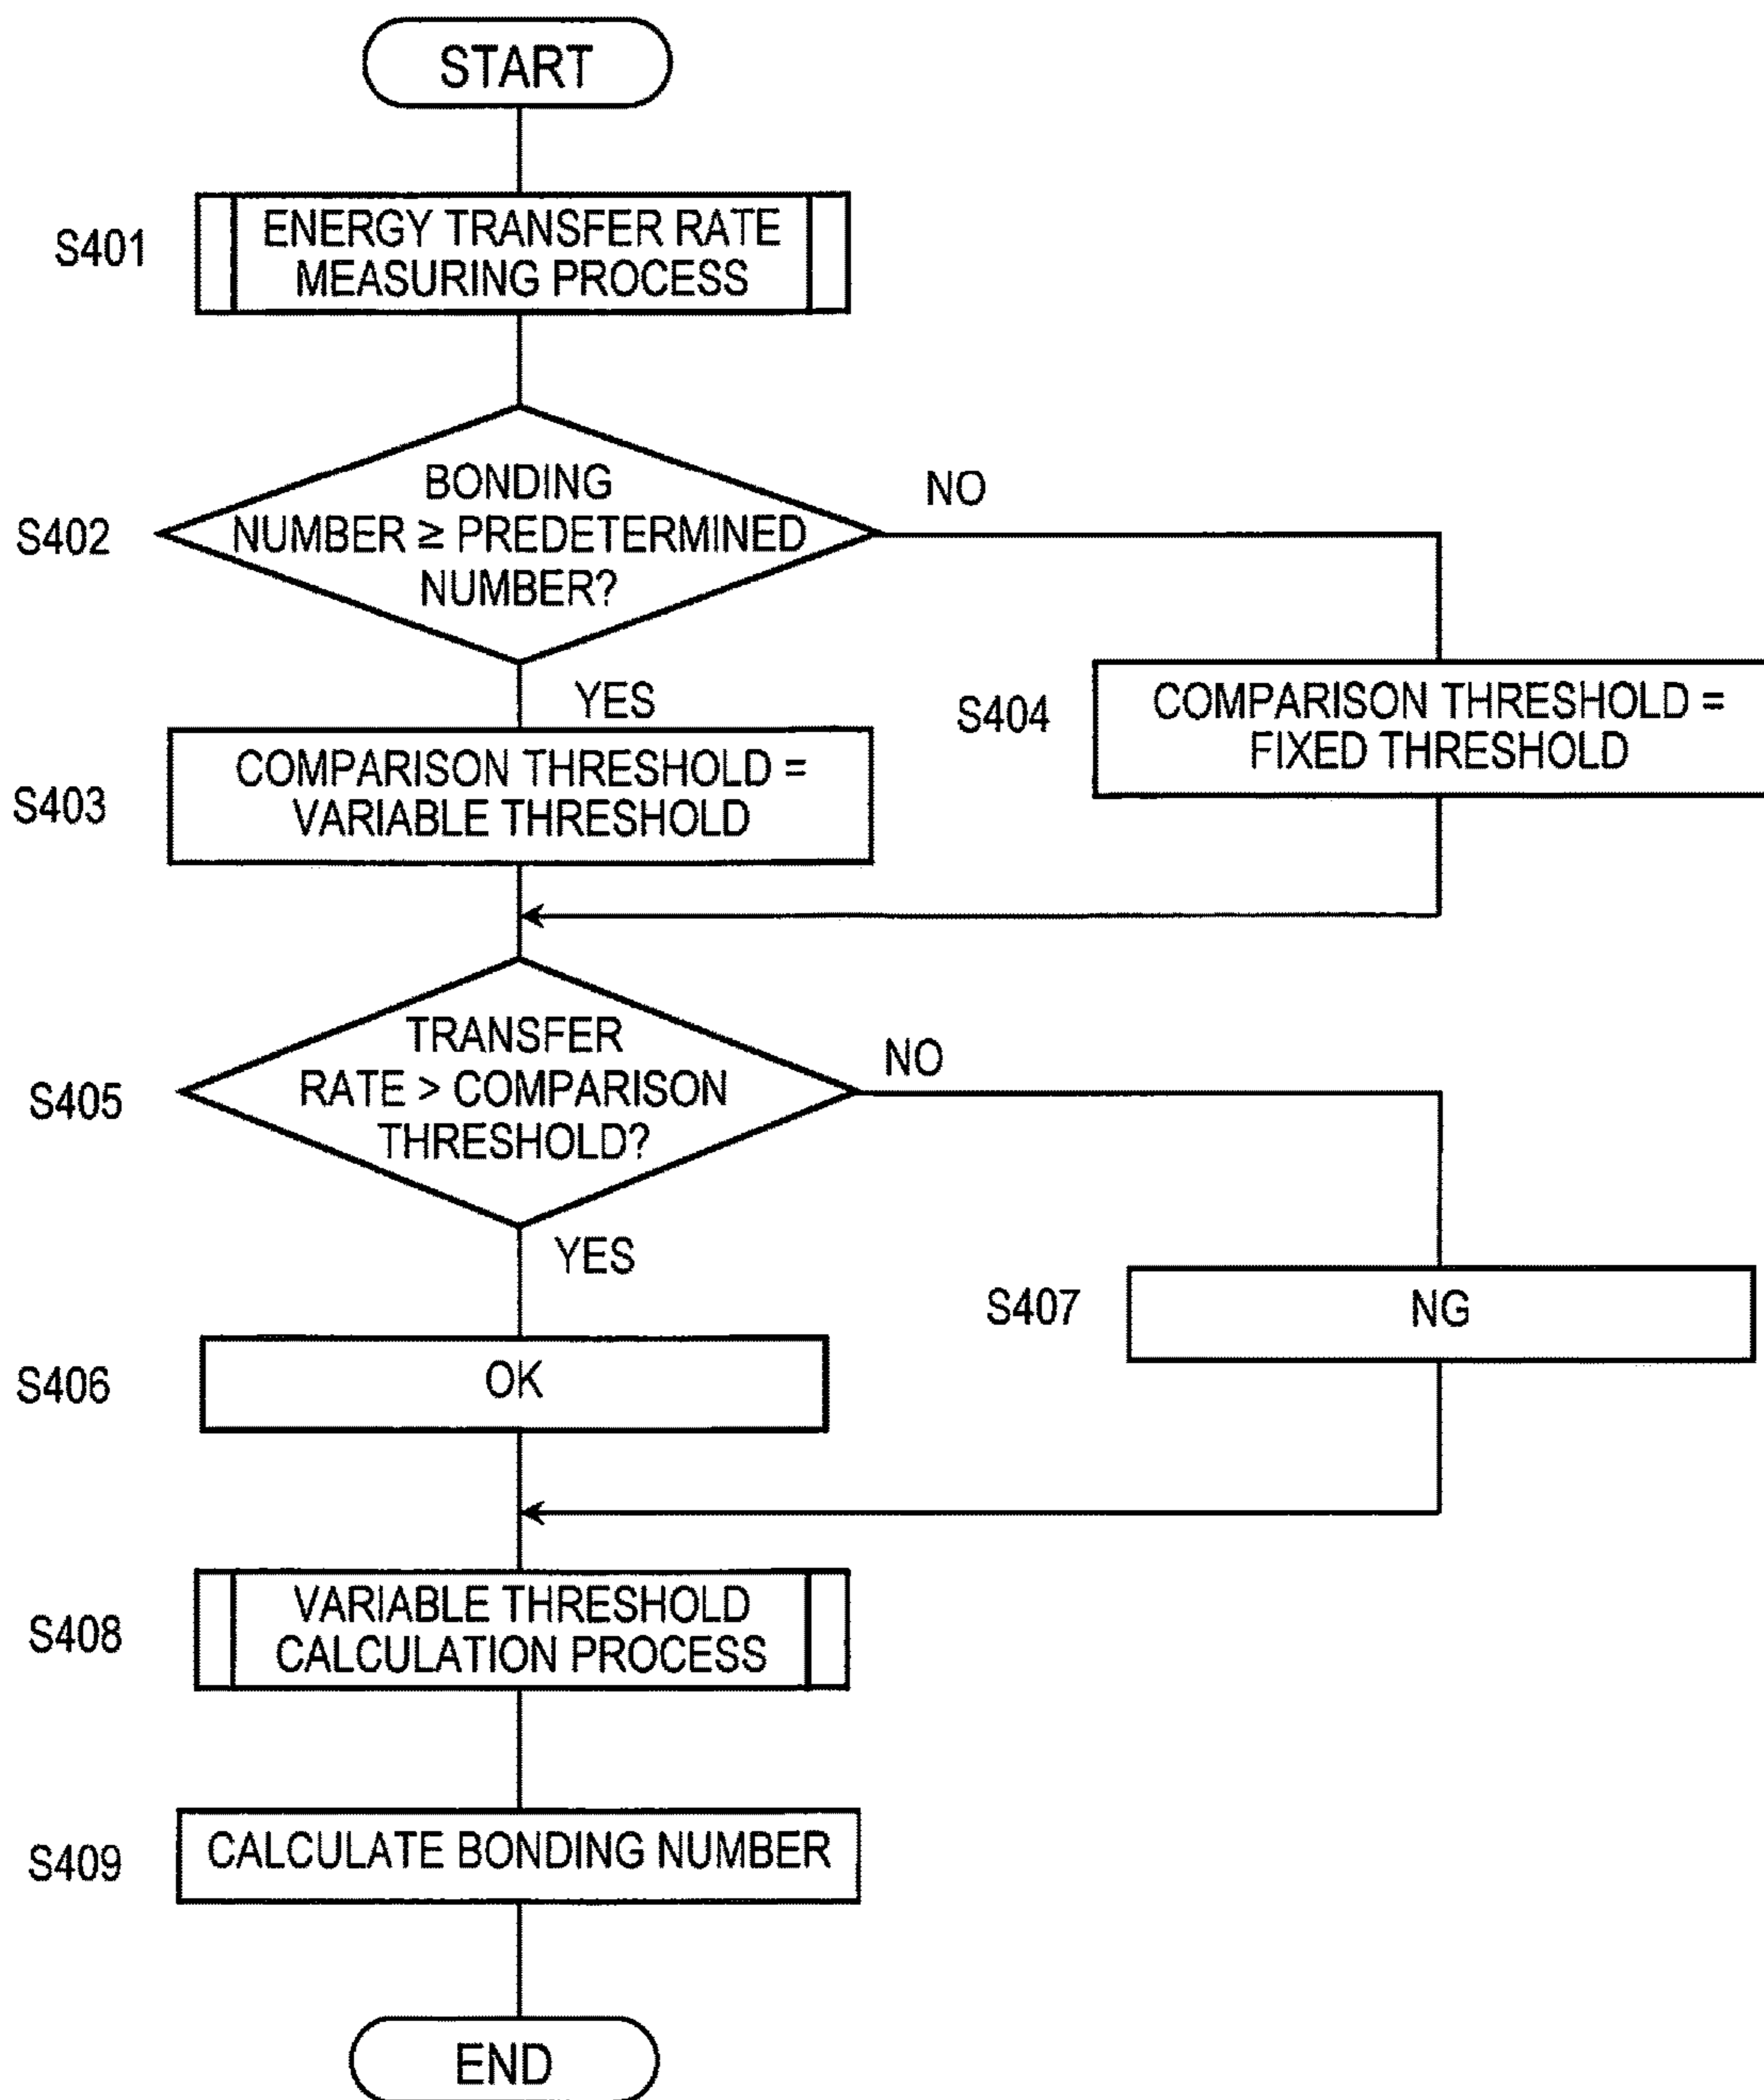 START
S401
ENERGY TRANSFER RATE
MEASURING PROCESS
S402
BONDING
NUMBER ≥ PREDETERMINED
NUMBER?
NO
YES
S403
COMPARISON THRESHOLD =
VARIABLE THRESHOLD
S404
COMPARISON THRESHOLD =
FIXED THRESHOLD
S405
TRANSFER
RATE > COMPARISON
THRESHOLD?
NO
YES
S406
OK
S407
NG
S408
VARIABLE THRESHOLD
CALCULATION PROCESS
S409
CALCULATE BONDING NUMBER
END